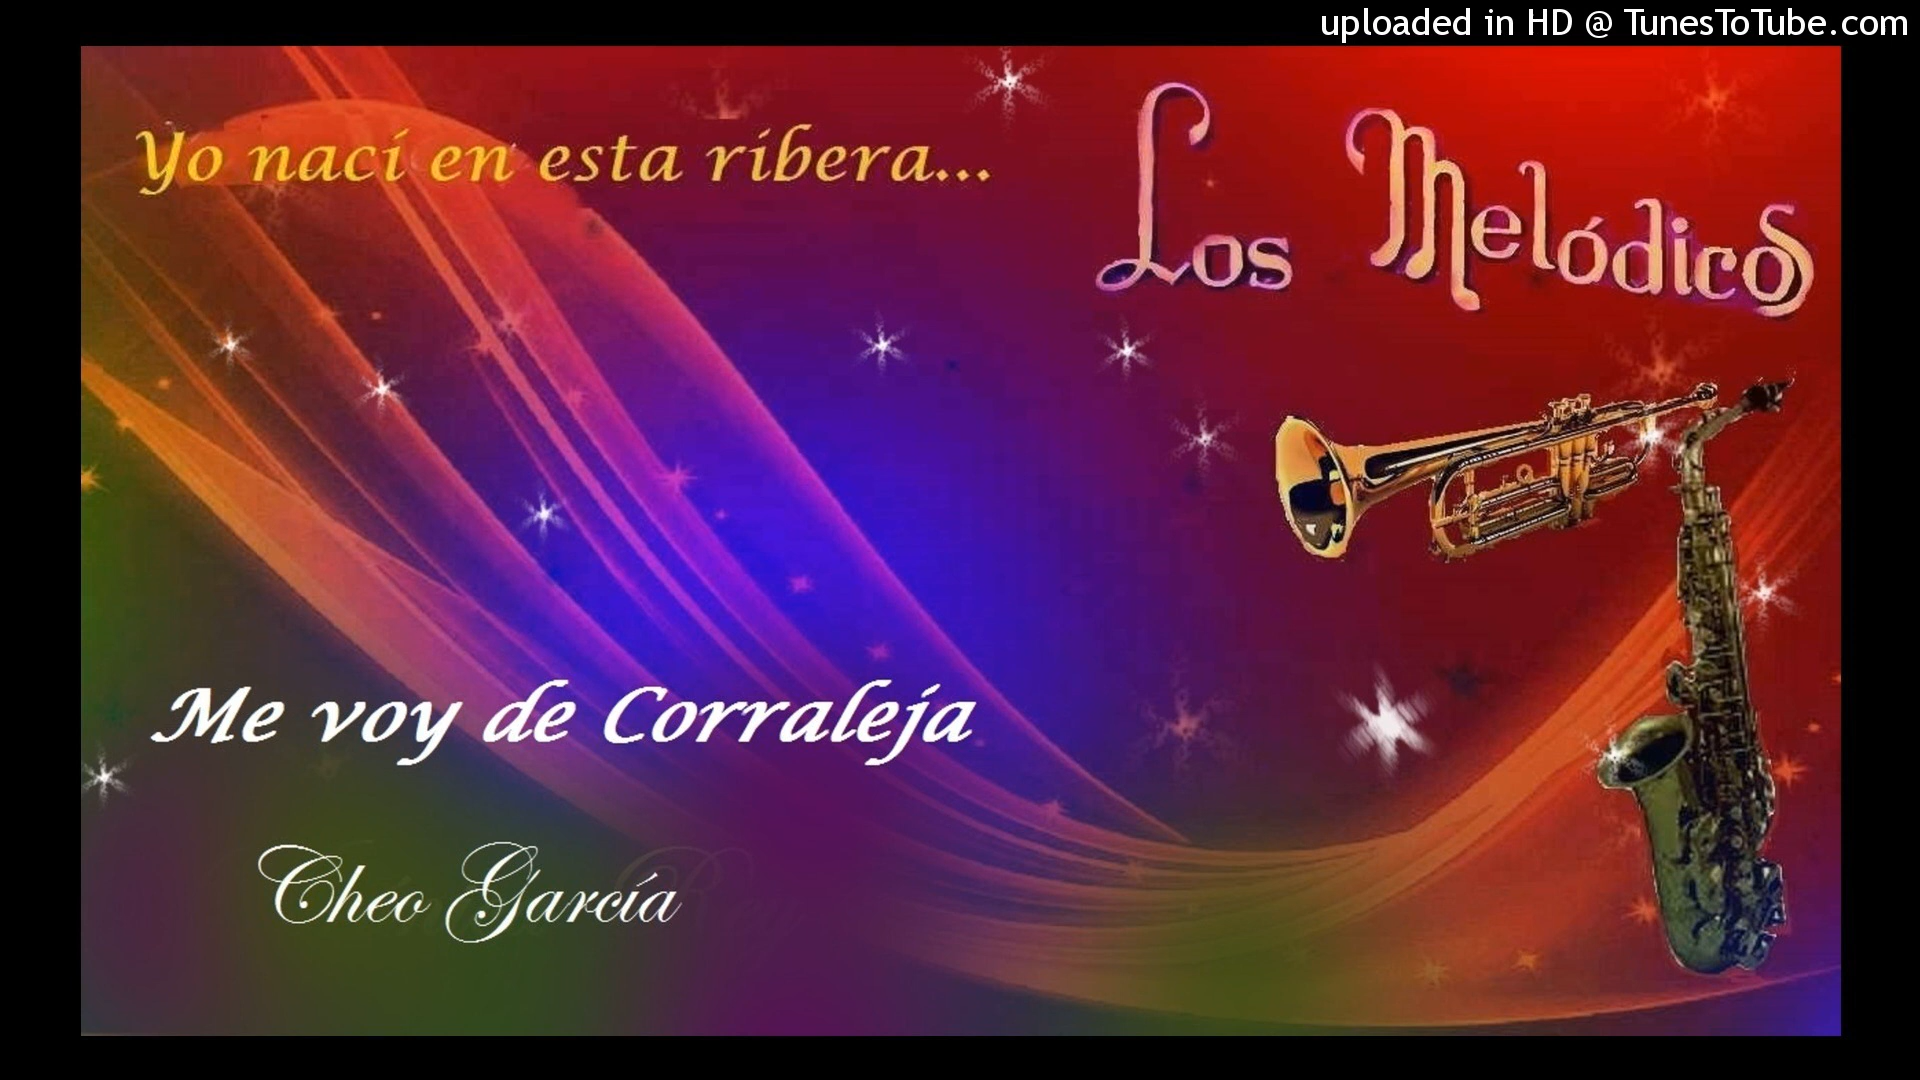 uploaded in HD @ TunesToTube.com
Yo nací en esta ribera...
Los Melódicos
Me voy de Corraleja
Cheo García